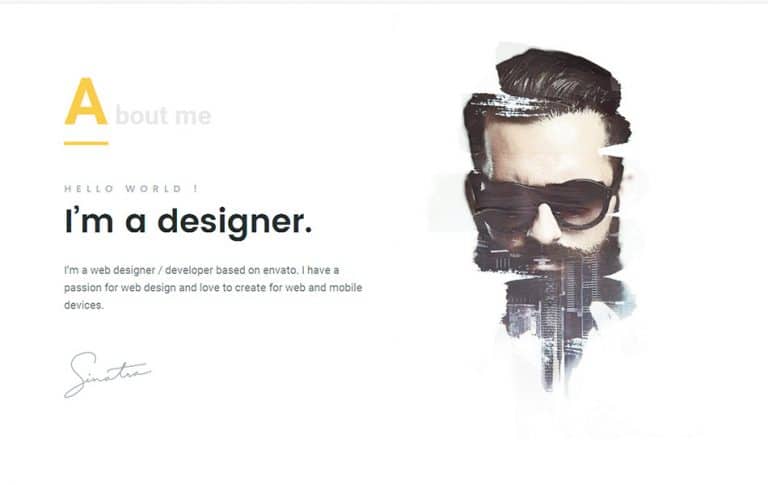 About me
HELLO WORLD !
I'm a designer.
I'm a web designer / developer based on envato. I have a
passion for web design and love to create for web and mobile
devices.
Sinatra